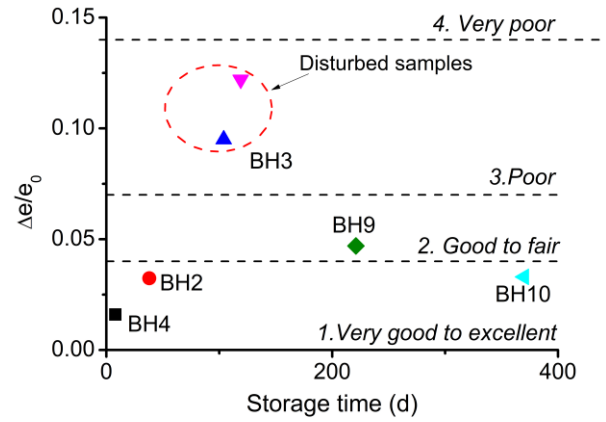 0.15
4. Very poor
Disturbed samples
0.10
BH3
3.Poor
Δe/e0
BH9
0.05
2. Good to fair
BH2
BH10
BH4
1.Very good to excellent
0.00
0
200
400
Storage time (d)